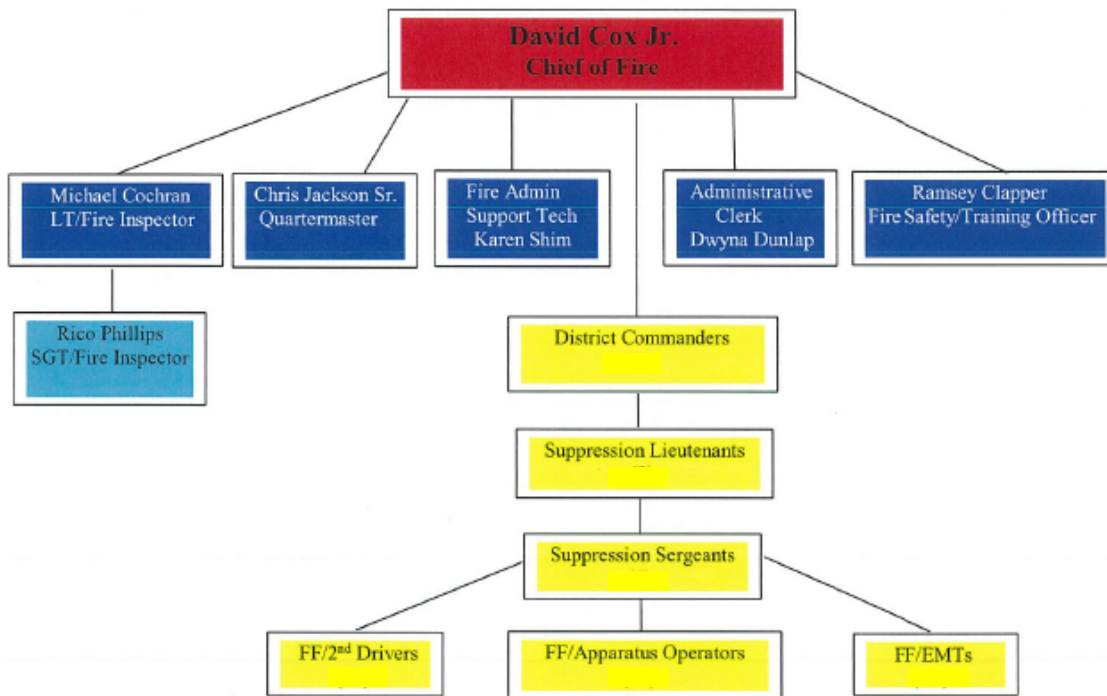 David Cox Jr.
Chief of Fire
Michael Cochran
LT/Fire Inspector
Chris Jackson Sr.
Quartermaster
Fire Admin
Support Tech
Karen Shim
Administrative
Clerk
Dwyna Dunlap
Ramsey Clapper
Fire Safety/Training Officer
Rico Phillips
SGT/Fire Inspector
District Commanders
Suppression Lieutenants
Suppression Sergeants
FF/2nd Drivers
FF/Apparatus Operators
FF/EMTs